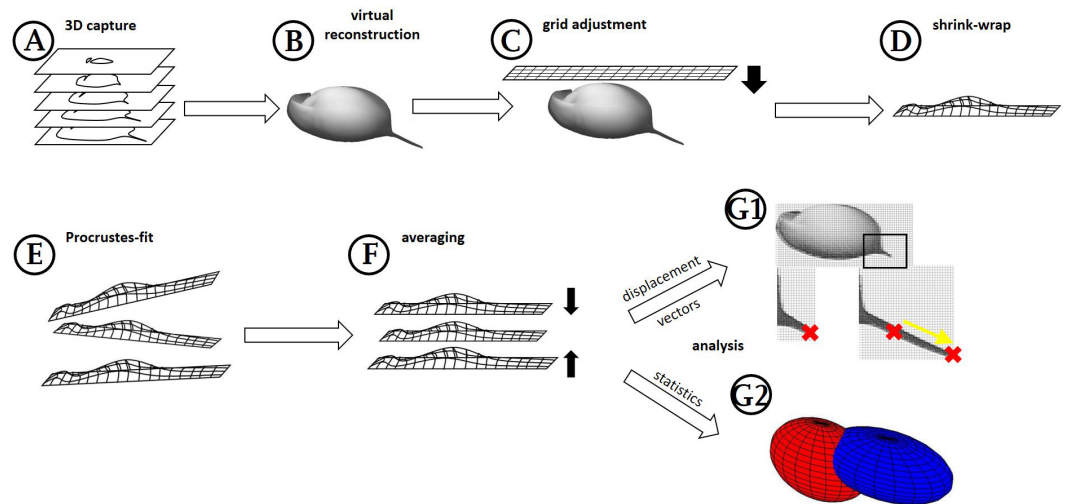 A
3D capture
B
virtual
reconstruction
C
grid adjustment
D
shrink-wrap
E
Procrustes-fit
F
averaging
displacement
vectors
analysis
statistics
G1
G2